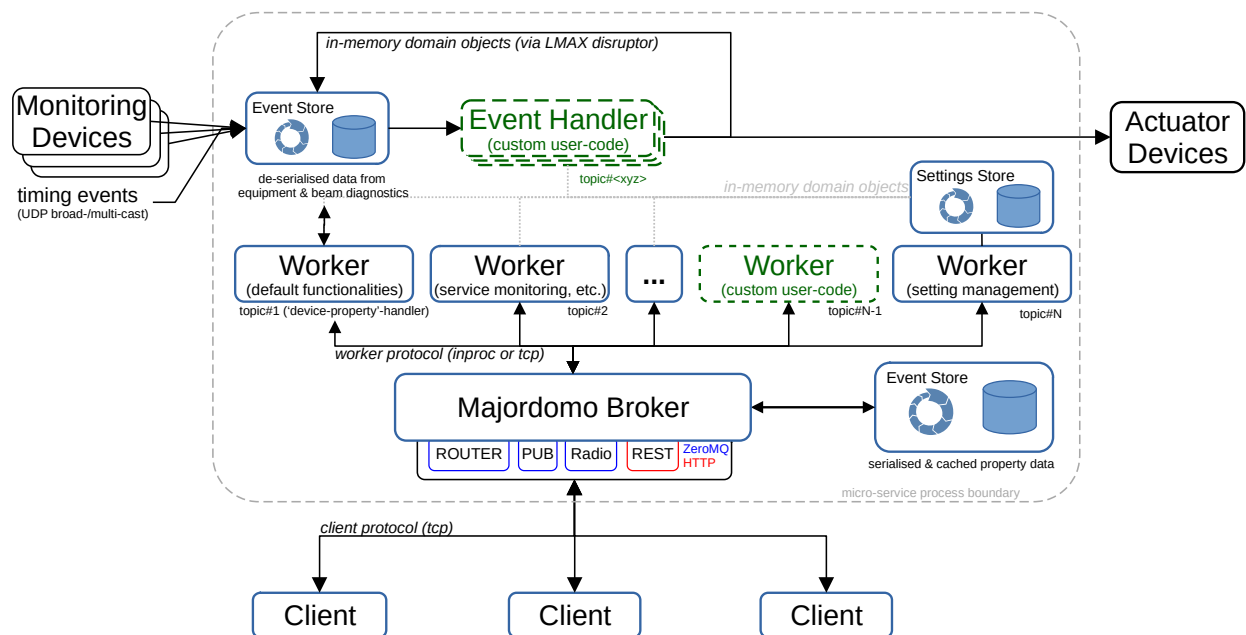 in-memory domain objects (via LMAX disruptor)
Monitoring
Devices
Event Store
Event Handler
(custom user-code)
Actuator
Devices
timing events
(UDP broad-/multi-cast)
de-serialised data from
equipment & beam diagnostics
topic#<xyz>
in-memory domain objects
Settings Store
Worker
(default functionalities)
Worker
(service monitoring, etc.)
...
Worker
(custom user-code)
Worker
(setting management)
topic#1 (‘device-property’-handler)
topic#2
topic#N-1
topic#N
worker protocol (inproc or tcp)
Majordomo Broker
Event Store
ROUTER
PUB
Radio
REST
ZeroMQ
HTTP
serialised & cached property data
micro-service process boundary
client protocol (tcp)
Client
Client
Client